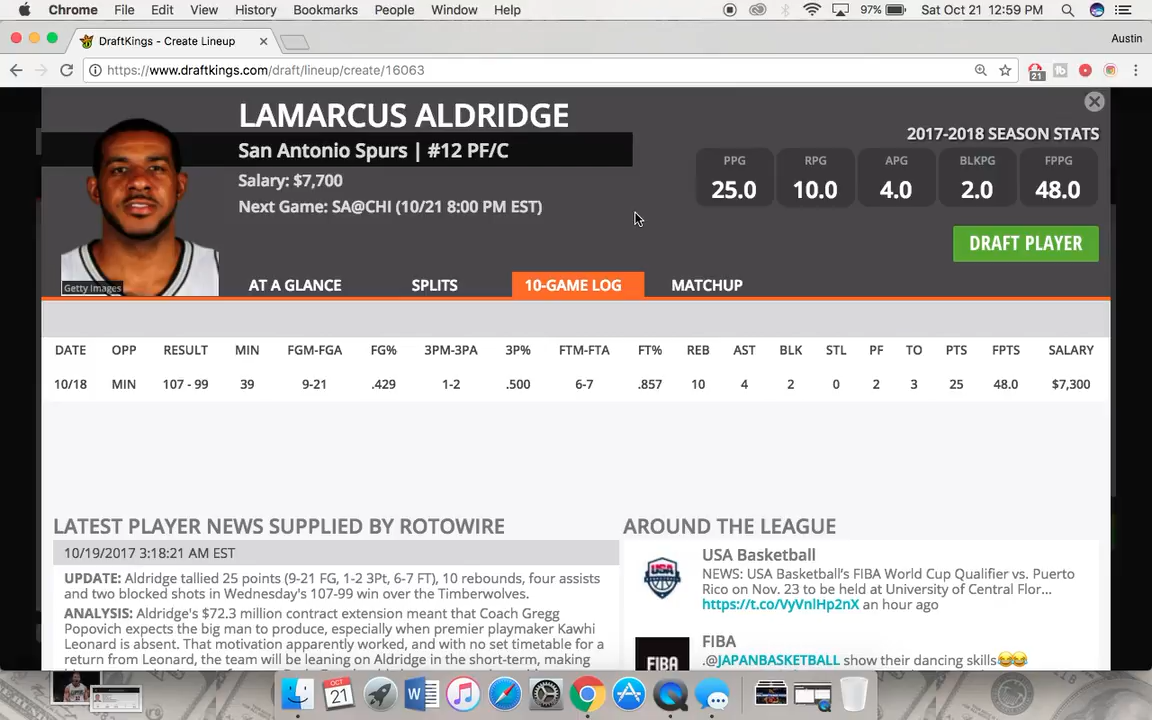 Chrome File Edit View History Bookmarks People Window Help 97% Sat Oct 21 12:59 PM
DraftKings - Create Lineup Austin
https://www.draftkings.com/draft/lineup/create/16063 21
LAMARCUS ALDRIDGE
San Antonio Spurs | #12 PF/C
Salary: $7,700
Next Game: SA@CHI (10/21 8:00 PM EST)
2017-2018 SEASON STATS
PPG RPG APG BLKPG FPPG
25.0 10.0 4.0 2.0 48.0
DRAFT PLAYER
Getty Images
AT A GLANCE SPLITS 10-GAME LOG MATCHUP
DATE OPP RESULT MIN FGM-FGA FG% 3PM-3PA 3P% FTM-FTA FT% REB AST BLK STL PF TO PTS FPTS SALARY
10/18 MIN 107 - 99 39 9-21 .429 1-2 .500 6-7 .857 10 4 2 0 2 3 25 48.0 $7,300
LATEST PLAYER NEWS SUPPLIED BY ROTOWIRE
10/19/2017 3:18:21 AM EST
UPDATE: Aldridge tallied 25 points (9-21 FG, 1-2 3Pt, 6-7 FT), 10 rebounds, four assists
and two blocked shots in Wednesday's 107-99 win over the Timberwolves.
ANALYSIS: Aldridge's $72.3 million contract extension meant that Coach Gregg
Popovich expects the big man to produce, especially when premier playmaker Kawhi
Leonard is absent. That motivation apparently worked, and with no set timetable for a
return from Leonard, the team will be leaning on Aldridge in the short-term, making
AROUND THE LEAGUE
USA Basketball
NEWS: USA Basketball's FIBA World Cup Qualifier vs. Puerto
Rico on Nov. 23 to be held at University of Central Flor...
https://t.co/VyVnlHp2nX an hour ago
FIBA
FIBA
.@JAPANBASKETBALL show their dancing skills😂😂
OCT
21
W